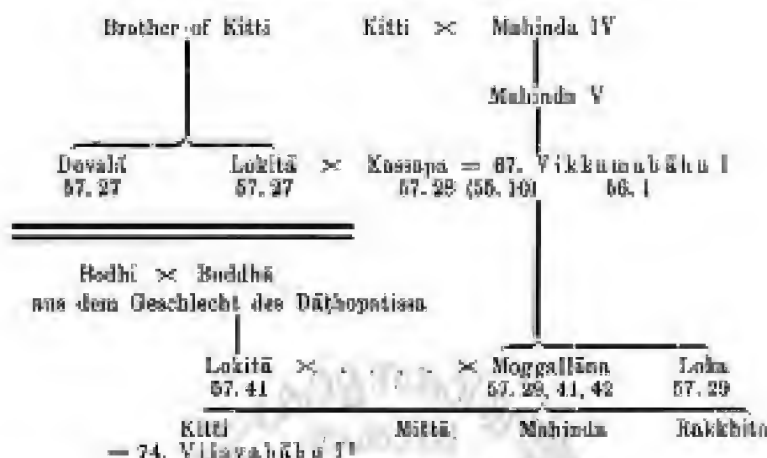 Brother of Kitti Kitti × Mahinda IV
Mahinda V
Devalā Lokitā × Kassapa = 67. Vikkamabāhu I
57. 27 57. 27 57. 28 (55. 10) 56. 1
Bodhi × Buddhā
aus dem Geschlecht des Dāṭhopatissa
Lokitā × . . . . × Moggallāna Loka
57. 41 57. 29, 41, 42 57. 29
Kitti Mittā Mahinda Rakkhita
= 74. Vijayabāhu I